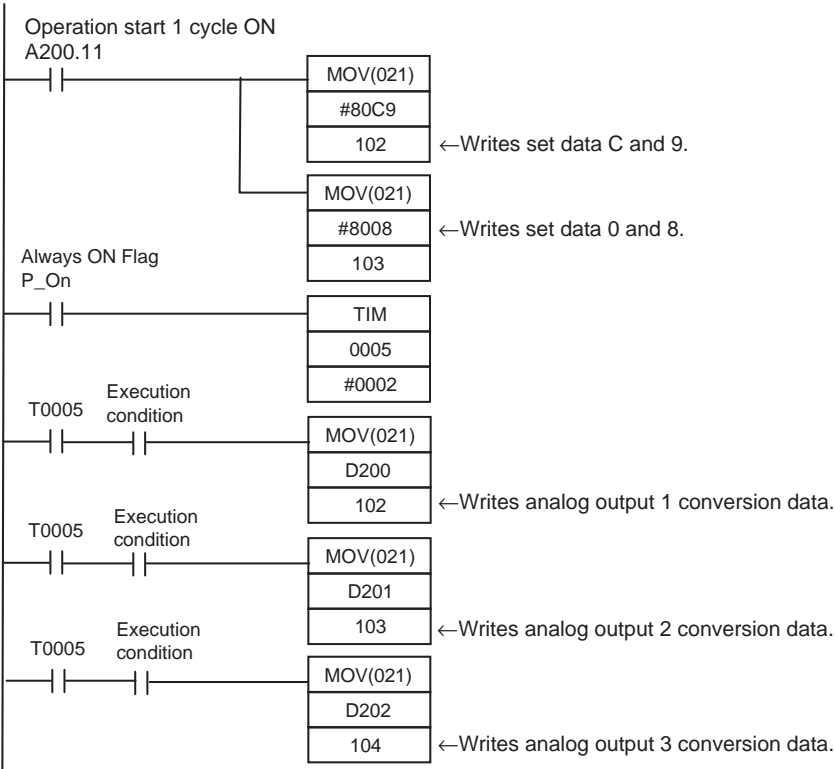 Operation start 1 cycle ON
A200.11
MOV(021)
#80C9
102 ←Writes set data C and 9.
MOV(021)
#8008 ←Writes set data 0 and 8.
103
Always ON Flag
P_On
TIM
0005
#0002
T0005
Execution
condition
MOV(021)
D200
102 ←Writes analog output 1 conversion data.
T0005
Execution
condition
MOV(021)
D201
103 ←Writes analog output 2 conversion data.
T0005
Execution
condition
MOV(021)
D202
104 ←Writes analog output 3 conversion data.